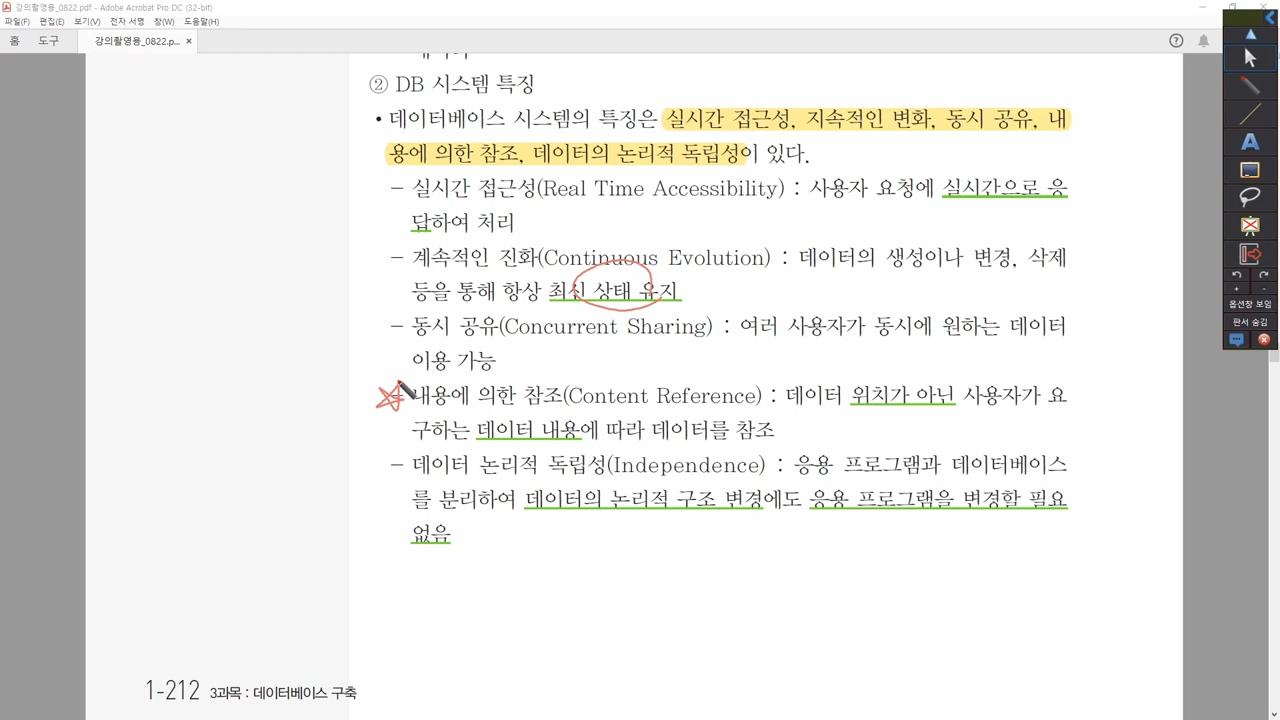 강의촬영용_0822.pdf - Adobe Acrobat Pro DC (32-bit)
파일(F) 편집(E) 보기(V) 전자 서명 창(W) 도움말(H)
홈 도구 강의촬영용_0822.p... ×
② DB 시스템 특징
• 데이터베이스 시스템의 특징은 실시간 접근성, 지속적인 변화, 동시 공유, 내
용에 의한 참조, 데이터의 논리적 독립성이 있다.
– 실시간 접근성(Real Time Accessibility) : 사용자 요청에 실시간으로 응
답하여 처리
– 계속적인 진화(Continuous Evolution) : 데이터의 생성이나 변경, 삭제
등을 통해 항상 최신 상태 유지
– 동시 공유(Concurrent Sharing) : 여러 사용자가 동시에 원하는 데이터
이용 가능
– 내용에 의한 참조(Content Reference) : 데이터 위치가 아닌 사용자가 요
구하는 데이터 내용에 따라 데이터를 참조
– 데이터 논리적 독립성(Independence) : 응용 프로그램과 데이터베이스
를 분리하여 데이터의 논리적 구조 변경에도 응용 프로그램을 변경할 필요
없음
1-212 3과목 : 데이터베이스 구축
옵션창 보임
판서 숨김